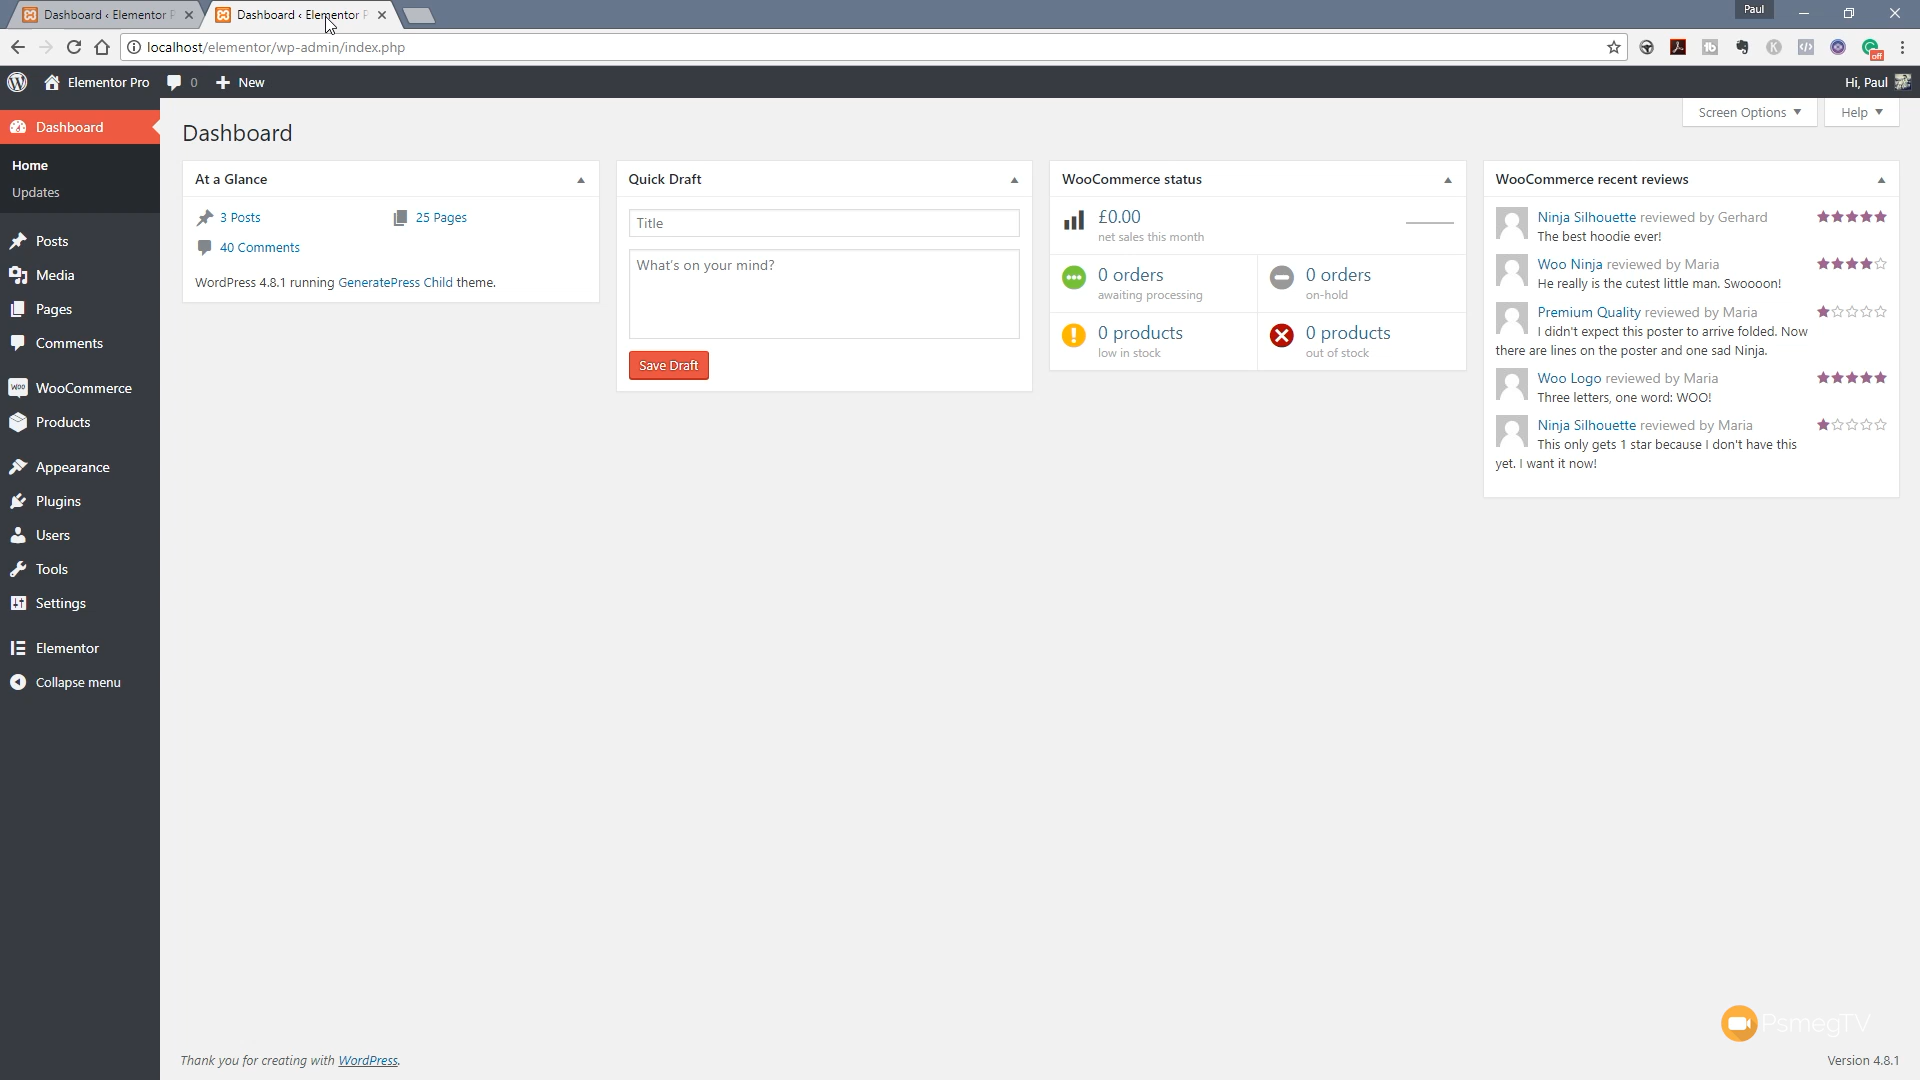 Dashboard ‹ Elementor P
Dashboard ‹ Elementor P
Paul
localhost/elementor/wp-admin/index.php
Elementor Pro
0
New
Hi, Paul
Dashboard
Home
Updates
Posts
Media
Pages
Comments
WooCommerce
Products
Appearance
Plugins
Users
Tools
Settings
Elementor
Collapse menu
Dashboard
Screen Options
Help
At a Glance
3 Posts
25 Pages
40 Comments
WordPress 4.8.1 running GeneratePress Child theme.
Quick Draft
Title
What's on your mind?
Save Draft
WooCommerce status
£0.00
net sales this month
0 orders
awaiting processing
0 orders
on-hold
0 products
low in stock
0 products
out of stock
WooCommerce recent reviews
Ninja Silhouette reviewed by Gerhard
The best hoodie ever!
Woo Ninja reviewed by Maria
He really is the cutest little man. Swoooon!
Premium Quality reviewed by Maria
I didn't expect this poster to arrive folded. Now
there are lines on the poster and one sad Ninja.
Woo Logo reviewed by Maria
Three letters, one word: WOO!
Ninja Silhouette reviewed by Maria
This only gets 1 star because I don't have this
yet. I want it now!
PsmegTV
Thank you for creating with WordPress.
Version 4.8.1